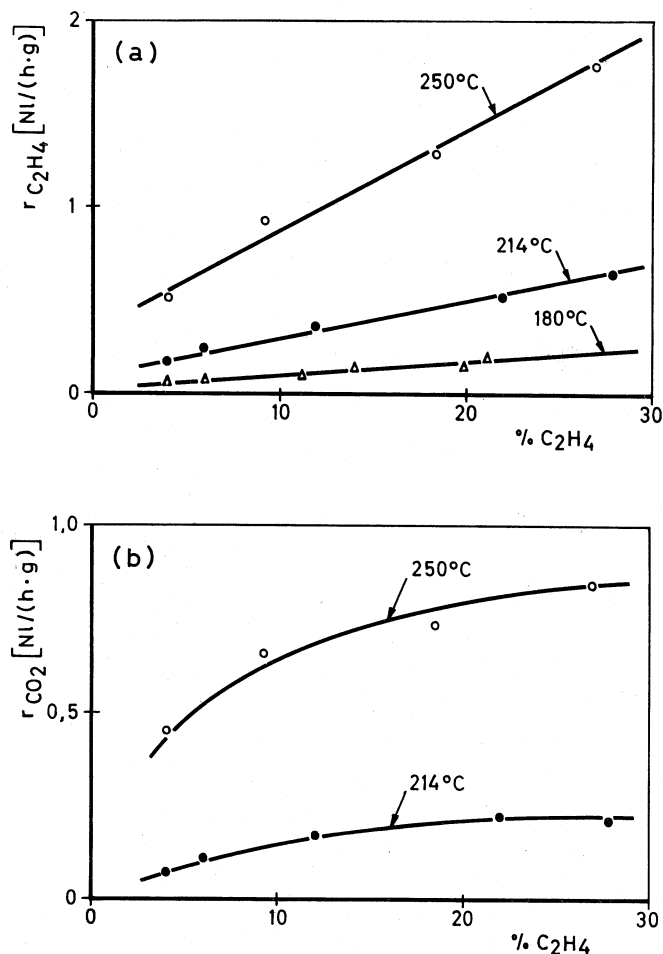 (a)
r C₂H₄ [Nl/(h·g)]
2
1
0
250°C
214°C
180°C
0 10 20 30
% C₂H₄
(b)
r CO₂ [Nl/(h·g)]
1,0
0,5
0
250°C
214°C
0 10 20 30
% C₂H₄